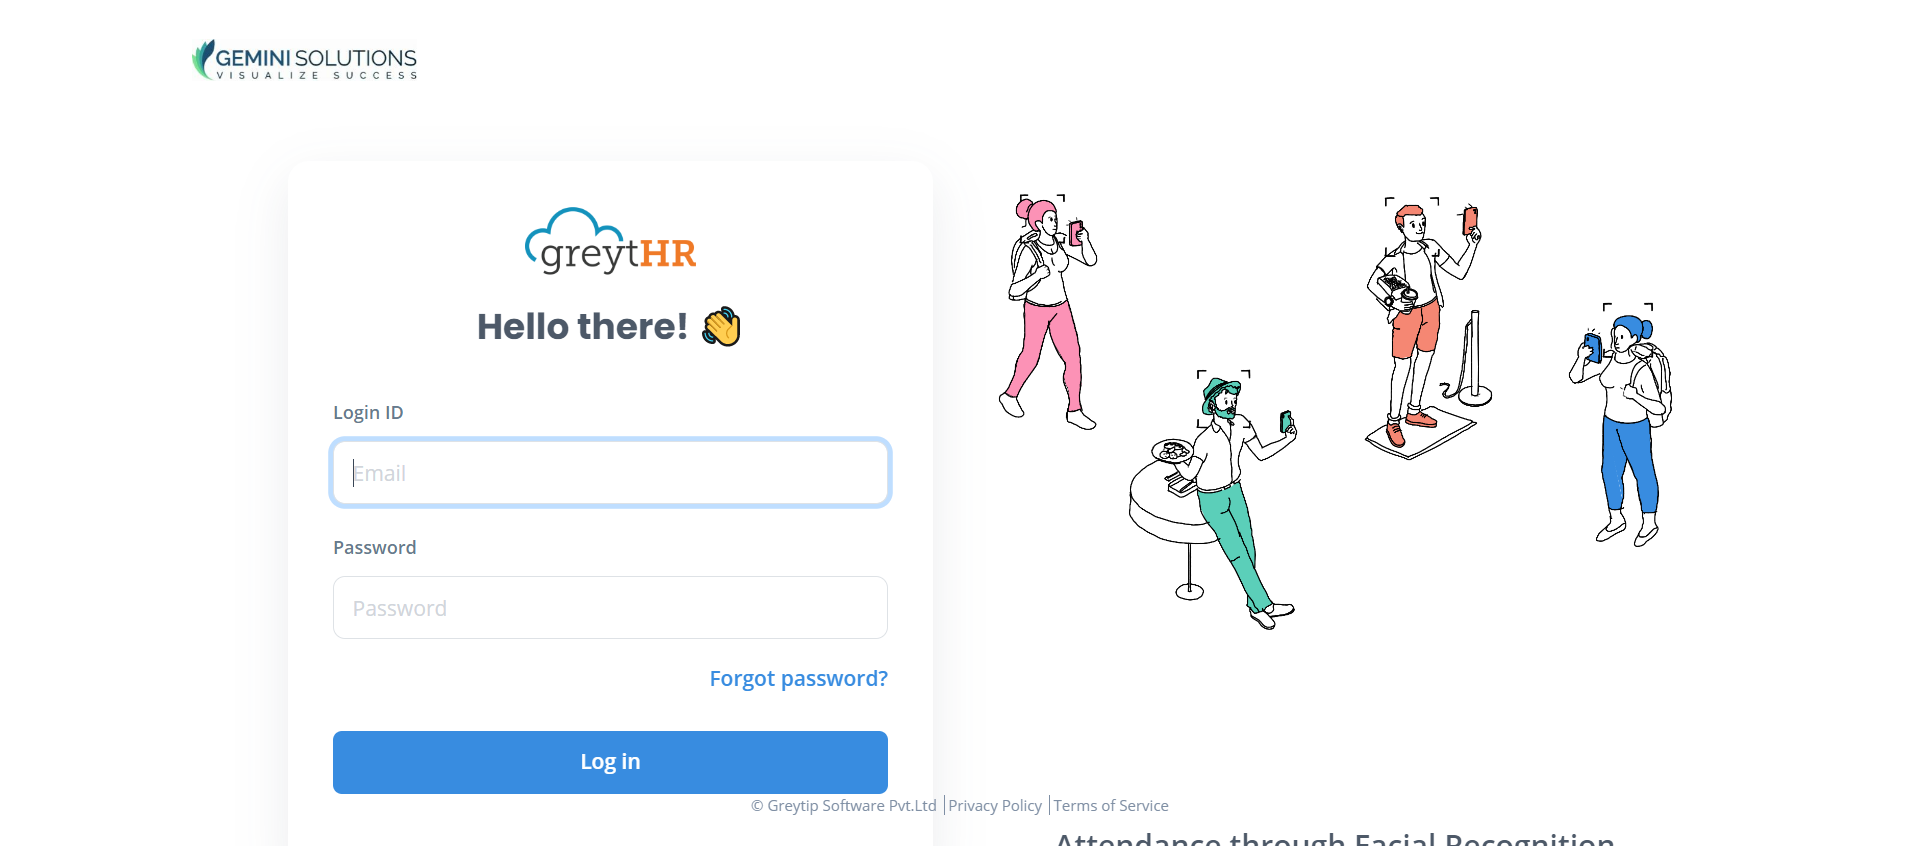 GEMINI SOLUTIONS
VISUALIZE SUCCESS
greytHR
Hello there! 👋
Login ID
Email
Password
Password
Forgot password?
Log in
© Greytip Software Pvt.Ltd | Privacy Policy | Terms of Service
Attendance through Facial Recognition